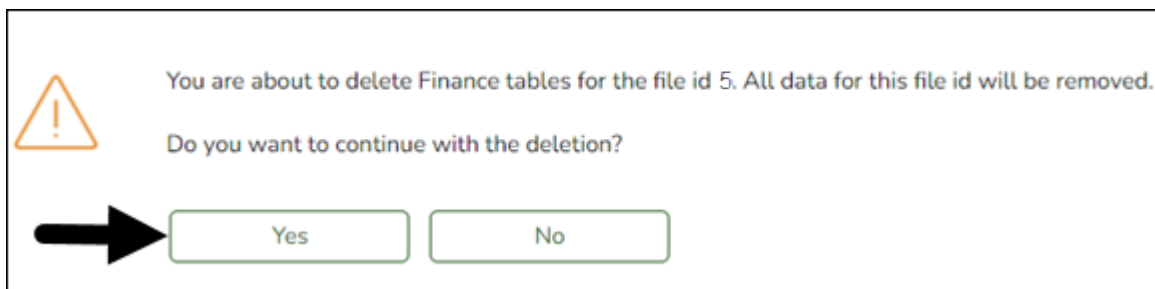 You are about to delete Finance tables for the file id 5. All data for this file id will be removed.
Do you want to continue with the deletion?
Yes No